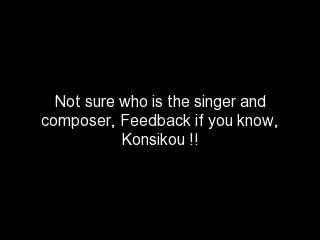 Not sure who is the singer and
composer, Feedback if you know,
Konsikou !!